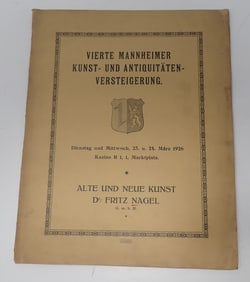 VIERTE MANNHEIMER
KUNST- UND ANTIQUITÄTEN-
VERSTEIGERUNG.
Dienstag und Mittwoch, 23. u. 24. März 1926
Kasino R 1, 1, Marktplatz.
ALTE UND NEUE KUNST
Dr FRITZ NAGEL
G. m. b. H.